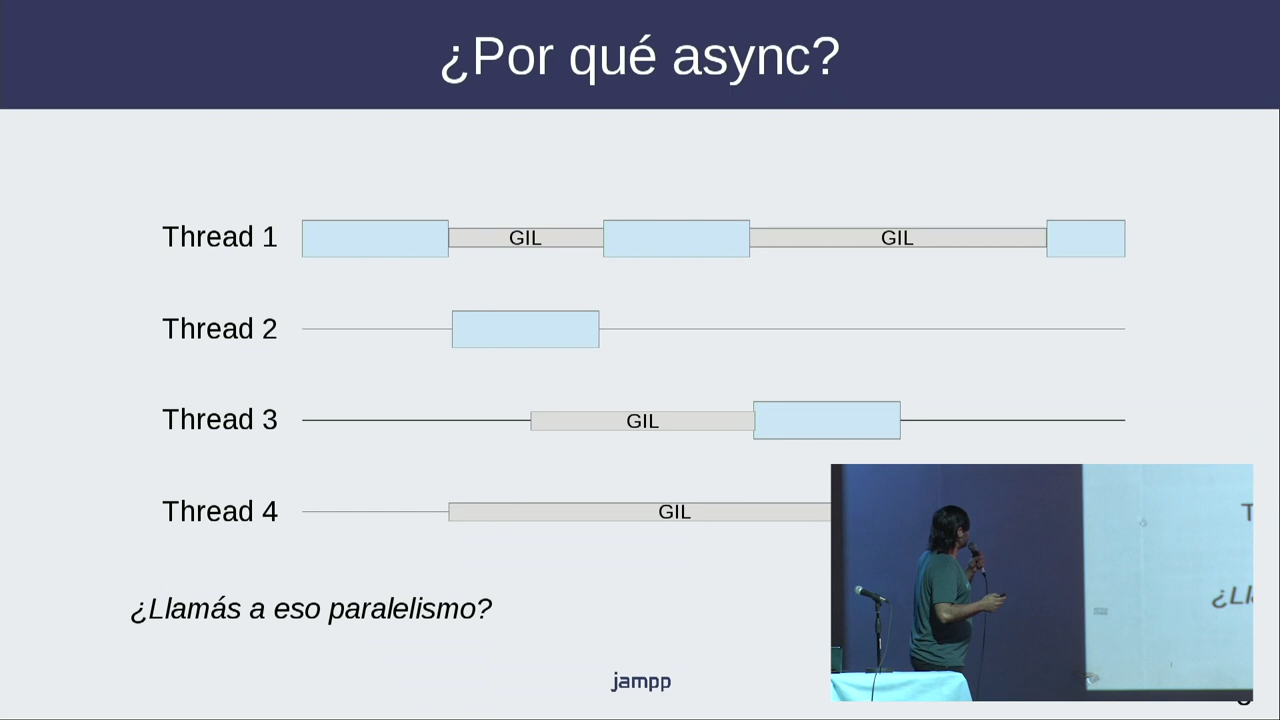 ¿Por qué async?
Thread 1
GIL
GIL
Thread 2
Thread 3
GIL
Thread 4
GIL
¿Llamás a eso paralelismo?
jampp
T
¿Ll